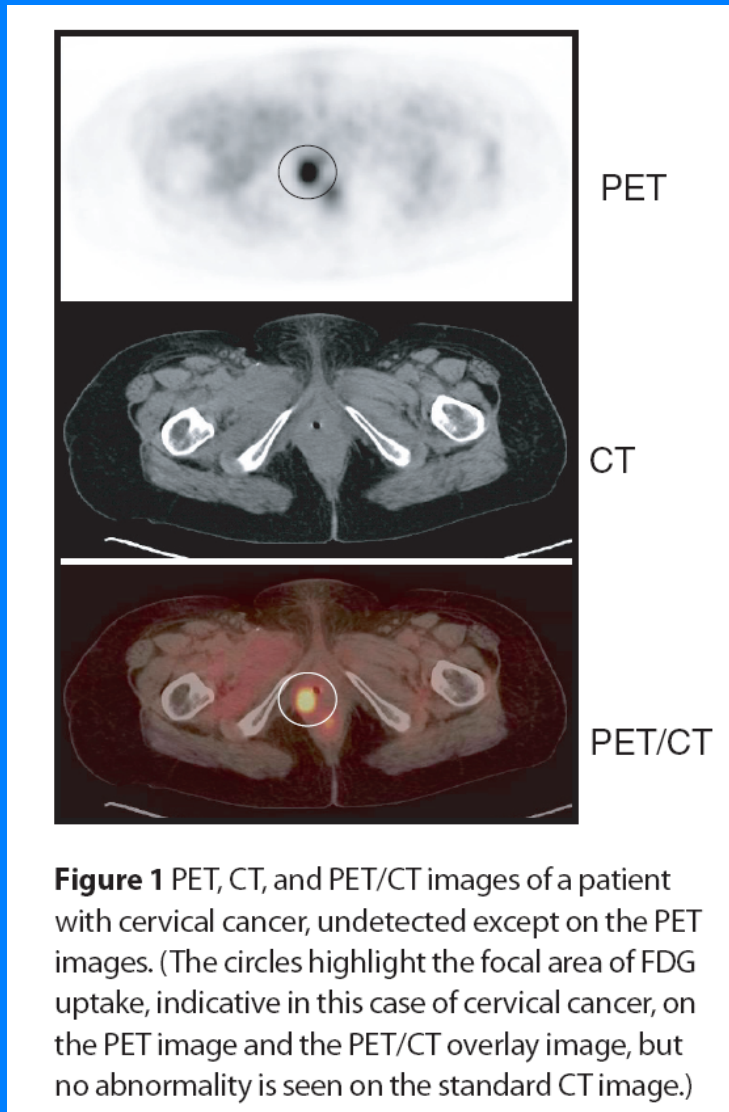 PET
CT
PET/CT
Figure 1 PET, CT, and PET/CT images of a patient
with cervical cancer, undetected except on the PET
images. (The circles highlight the focal area of FDG
uptake, indicative in this case of cervical cancer, on
the PET image and the PET/CT overlay image, but
no abnormality is seen on the standard CT image.)